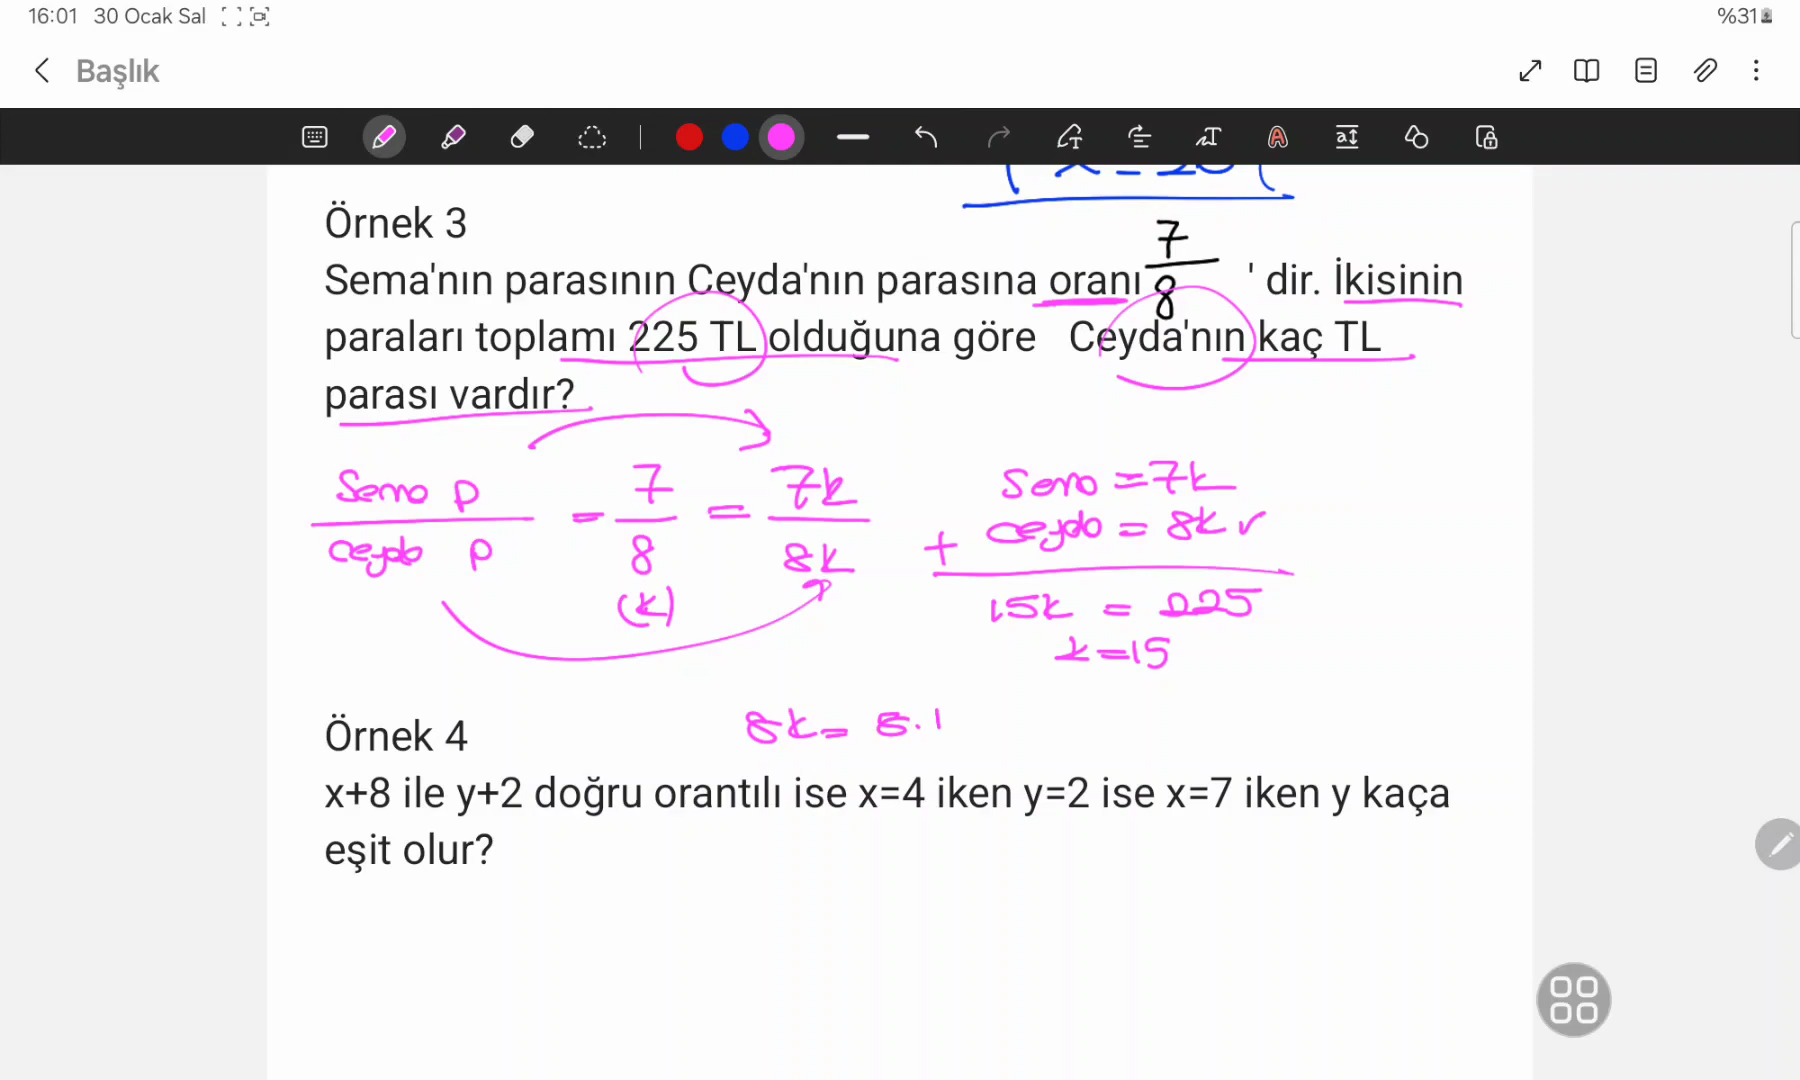 16:01 30 Ocak Sal
%31
Başlık
Örnek 3
Sema'nın parasının Ceyda'nın parasına oranı 7/8 ' dir. İkisinin
paraları toplamı 225 TL olduğuna göre Ceyda'nın kaç TL
parası vardır?
Sema p / Ceyda p = 7/8 = 7k/8k
(k)
Sema = 7k
+ Ceyda = 8k
15k = 225
k=15
8k= 8.1
Örnek 4
x+8 ile y+2 doğru orantılı ise x=4 iken y=2 ise x=7 iken y kaça
eşit olur?